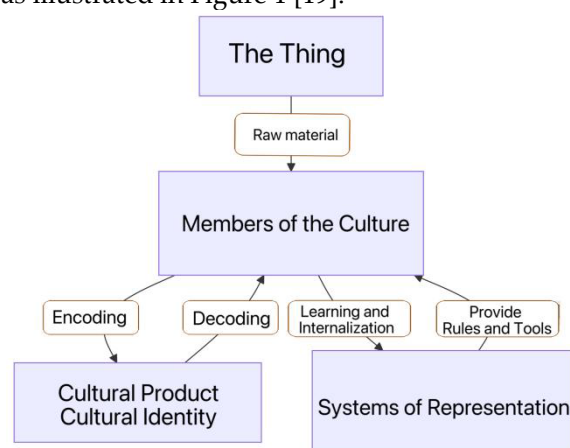 as illustrated in Figure 1 [19].
The Thing
Raw material
Members of the Culture
Encoding
Decoding
Learning and
Internalization
Provide
Rules and Tools
Cultural Product
Cultural Identity
Systems of Representation